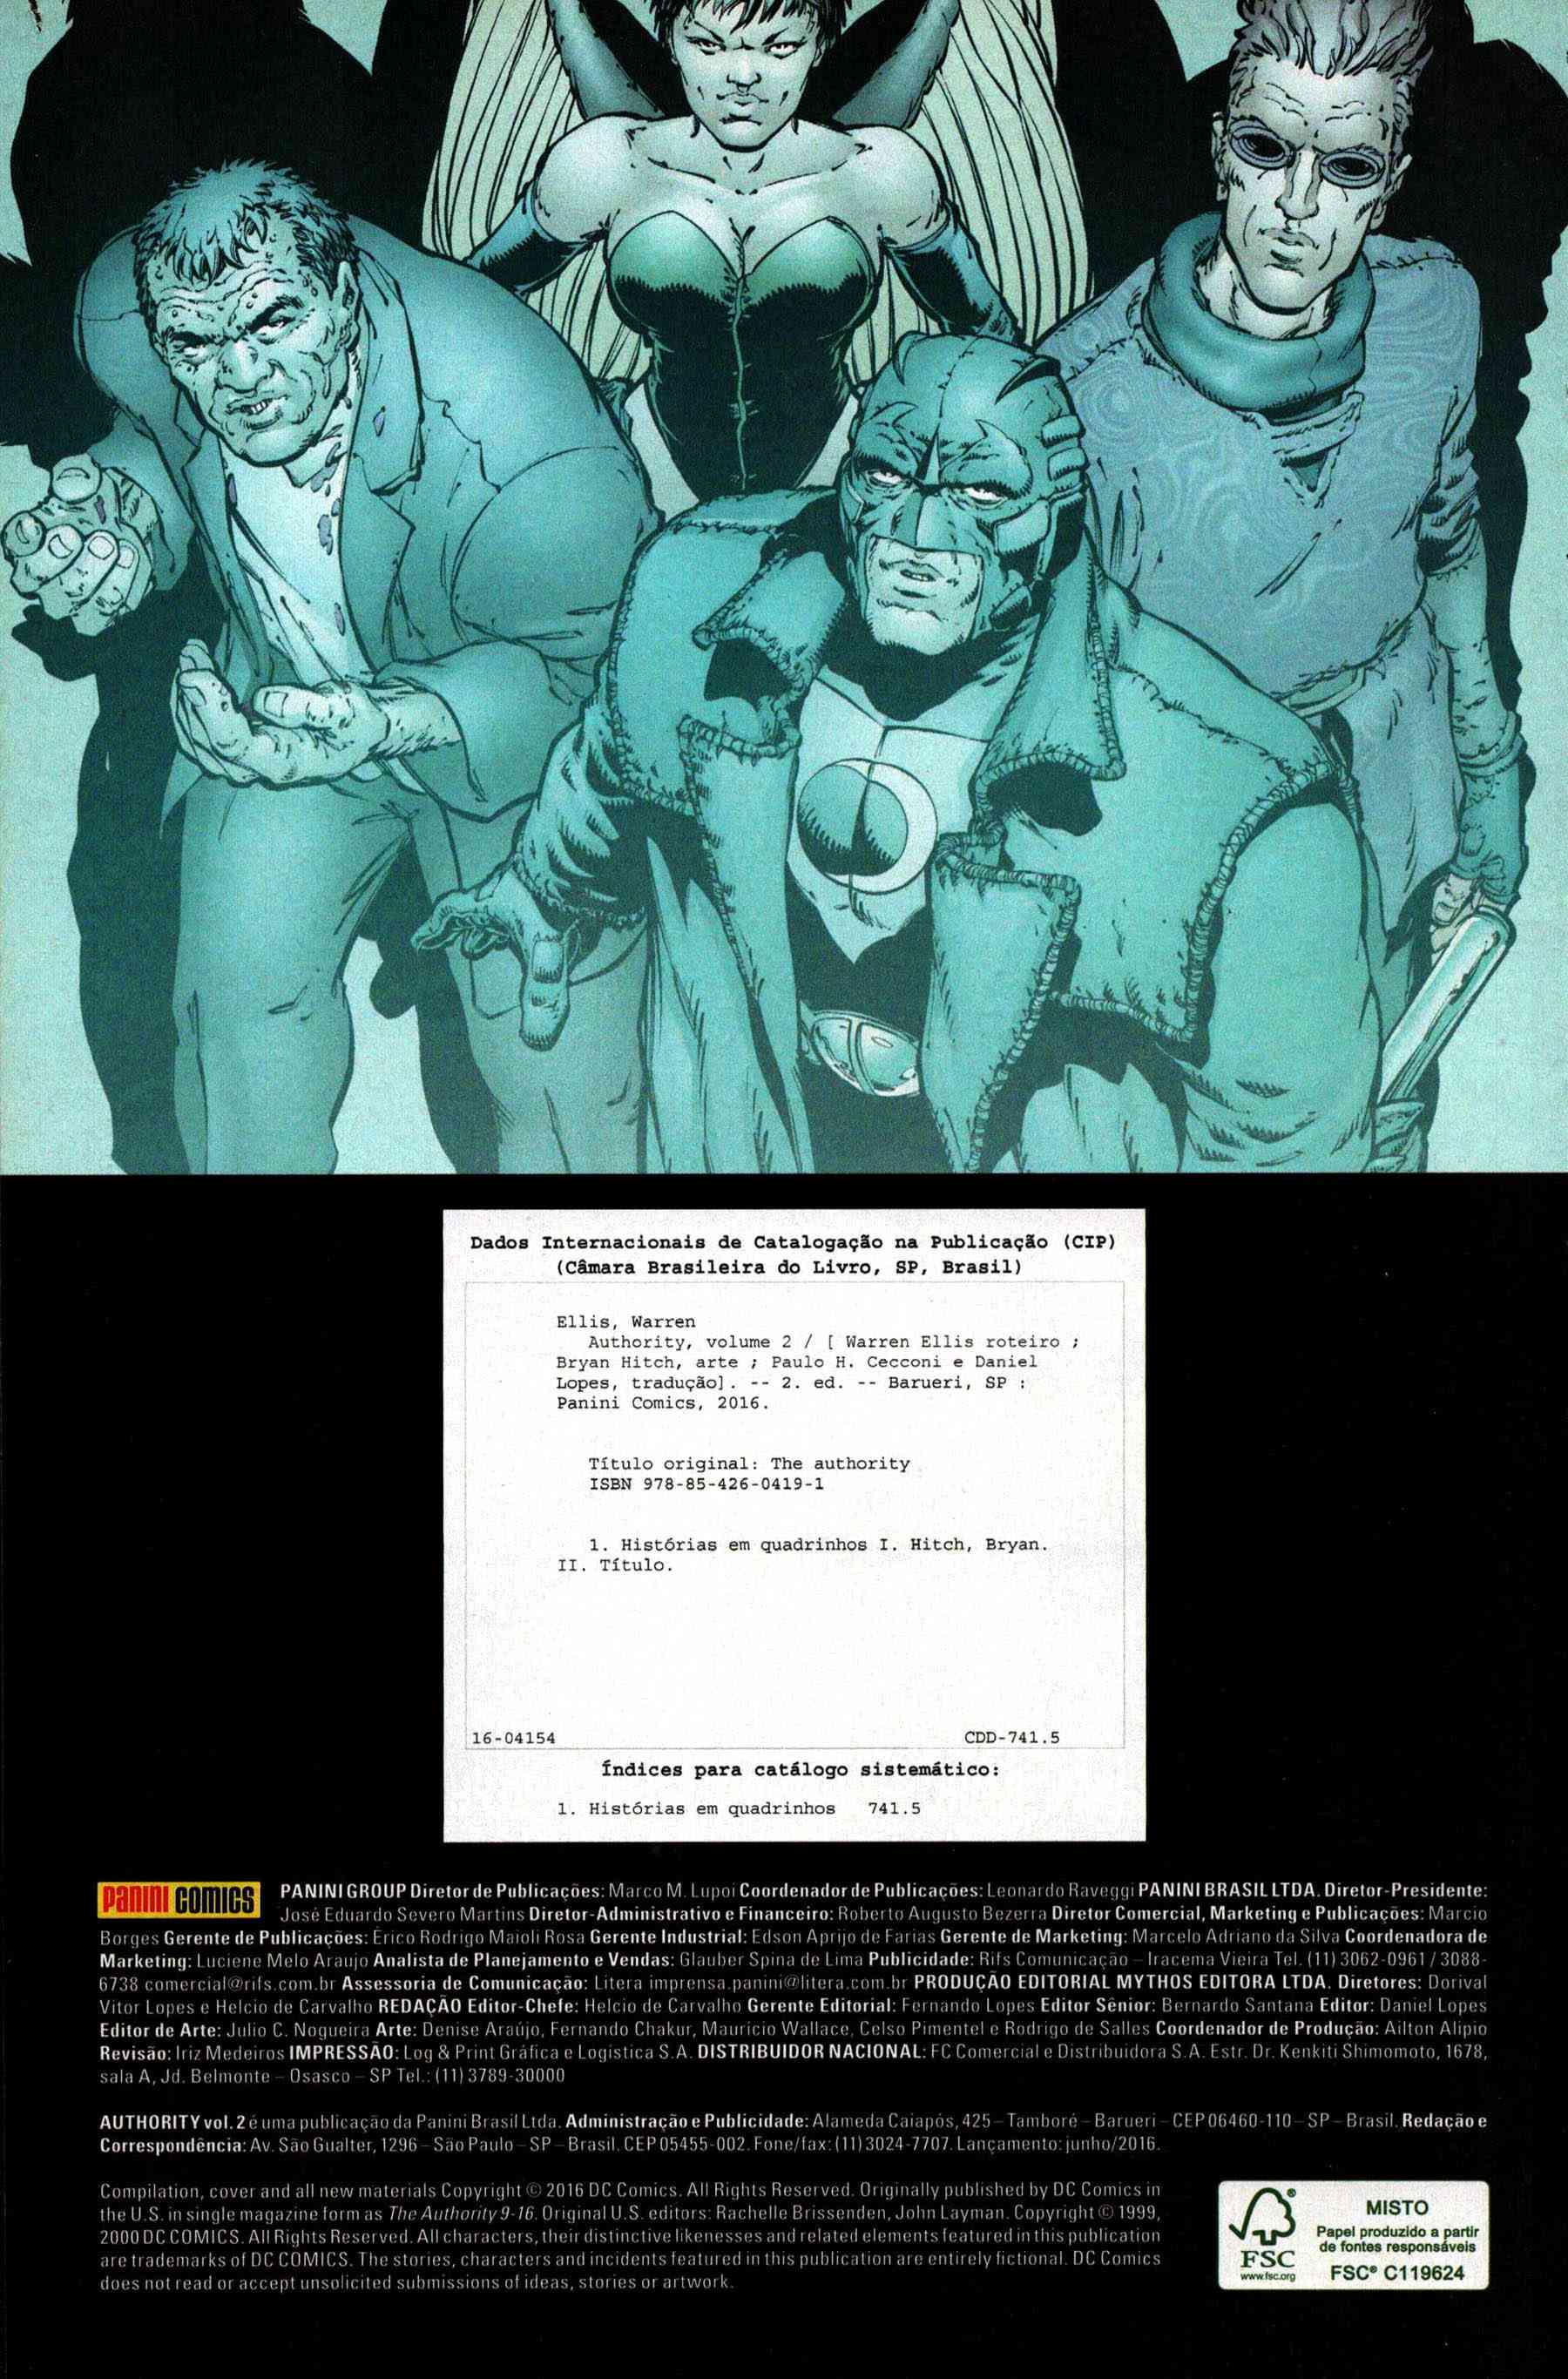 Dados Internacionais de Catalogação na Publicação (CIP)
(Câmara Brasileira do Livro, SP, Brasil)
Ellis, Warren
Authority, volume 2 / [ Warren Ellis roteiro ;
Bryan Hitch, arte ; Paulo H. Cecconi e Daniel
Lopes, tradução]. -- 2. ed. -- Barueri, SP :
Panini Comics, 2016.
Título original: The authority
ISBN 978-85-426-0419-1
1. Histórias em quadrinhos I. Hitch, Bryan.
II. Título.
16-04154 CDD-741.5
Índices para catálogo sistemático:
1. Histórias em quadrinhos 741.5
PANINI COMICS
PANINI GROUP Diretor de Publicações: Marco M. Lupoi Coordenador de Publicações: Leonardo Raveggi PANINI BRASIL LTDA. Diretor-Presidente:
José Eduardo Severo Martins Diretor-Administrativo e Financeiro: Roberto Augusto Bezerra Diretor Comercial, Marketing e Publicações: Marcio
Borges Gerente de Publicações: Érico Rodrigo Maioli Rosa Gerente Industrial: Edson Aprijo de Farias Gerente de Marketing: Marcelo Adriano da Silva Coordenadora de
Marketing: Luciene Melo Araujo Analista de Planejamento e Vendas: Glauber Spina de Lima Publicidade: Rifs Comunicação – Iracema Vieira Tel. (11) 3062-0961 / 3088-
6738 comercial@rifs.com.br Assessoria de Comunicação: Litera imprensa.panini@litera.com.br PRODUÇÃO EDITORIAL MYTHOS EDITORA LTDA. Diretores: Dorival
Vitor Lopes e Helcio de Carvalho REDAÇÃO Editor-Chefe: Helcio de Carvalho Gerente Editorial: Fernando Lopes Editor Sênior: Bernardo Santana Editor: Daniel Lopes
Editor de Arte: Julio C. Nogueira Arte: Denise Araújo, Fernando Chakur, Maurício Wallace, Celso Pimentel e Rodrigo de Salles Coordenador de Produção: Ailton Alipio
Revisão: Iriz Medeiros IMPRESSÃO: Log & Print Gráfica e Logística S.A. DISTRIBUIDOR NACIONAL: FC Comercial e Distribuidora S.A. Estr. Dr. Kenkiti Shimomoto, 1678,
sala A, Jd. Belmonte – Osasco – SP Tel.: (11) 3789-30000
AUTHORITY vol. 2 é uma publicação da Panini Brasil Ltda. Administração e Publicidade: Alameda Caiapós, 425 – Tamboré – Barueri – CEP 06460-110 – SP – Brasil. Redação e
Correspondência: Av. São Gualter, 1296 – São Paulo – SP – Brasil. CEP 05455-002. Fone/fax: (11) 3024-7707. Lançamento: junho/2016.
Compilation, cover and all new materials Copyright © 2016 DC Comics. All Rights Reserved. Originally published by DC Comics in
the U.S. in single magazine form as The Authority 9-16. Original U.S. editors: Rachelle Brissenden, John Layman. Copyright © 1999,
2000 DC COMICS. All Rights Reserved. All characters, their distinctive likenesses and related elements featured in this publication
are trademarks of DC COMICS. The stories, characters and incidents featured in this publication are entirely fictional. DC Comics
does not read or accept unsolicited submissions of ideas, stories or artwork.
®
FSC
www.fsc.org
MISTO
Papel produzido a partir
de fontes responsáveis
FSC® C119624